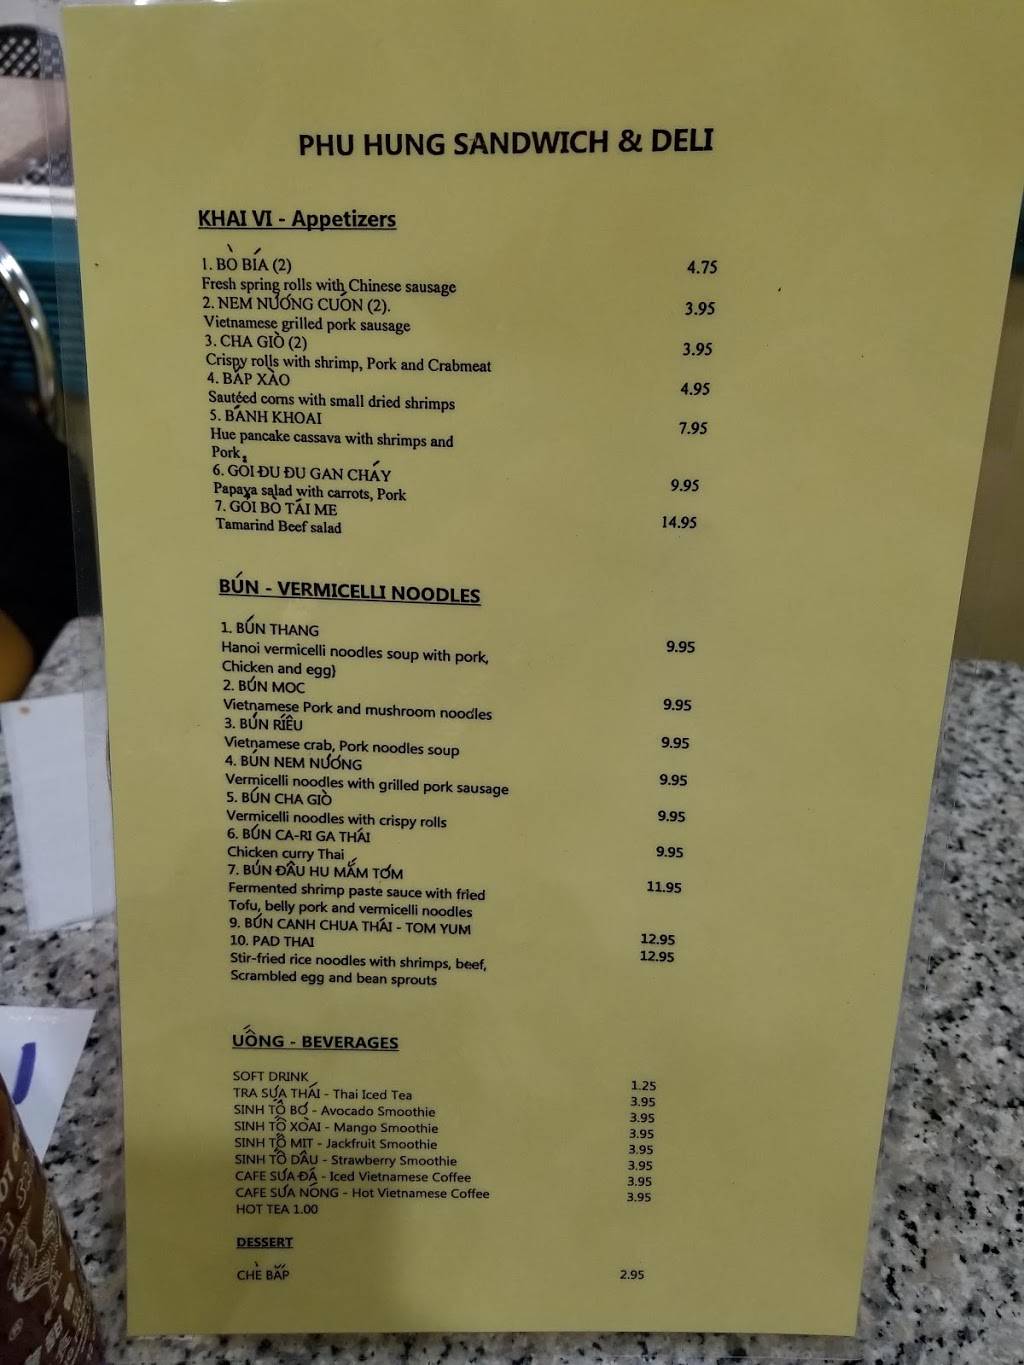 PHU HUNG SANDWICH & DELI
KHAI VI - Appetizers
1. BÒ BÍA (2) 4.75
Fresh spring rolls with Chinese sausage
2. NEM NƯỚNG CUÓN (2). 3.95
Vietnamese grilled pork sausage
3. CHA GIÒ (2) 3.95
Crispy rolls with shrimp, Pork and Crabmeat
4. BẮP XÀO 4.95
Sautéed corns with small dried shrimps
5. BÁNH KHOAI 7.95
Hue pancake cassava with shrimps and
Pork
6. GỎI ĐU ĐU GAN CHÁY 9.95
Papaya salad with carrots, Pork
7. GỎI BÒ TÁI ME 14.95
Tamarind Beef salad
BÚN - VERMICELLI NOODLES
1. BÚN THANG
Hanoi vermicelli noodles soup with pork, 9.95
Chicken and egg)
2. BÚN MOC
Vietnamese Pork and mushroom noodles 9.95
3. BÚN RIÊU
Vietnamese crab, Pork noodles soup 9.95
4. BÚN NEM NƯỚNG
Vermicelli noodles with grilled pork sausage 9.95
5. BÚN CHA GIÒ
Vermicelli noodles with crispy rolls 9.95
6. BÚN CA-RI GA THÁI
Chicken curry Thai 9.95
7. BÚN ĐÂU HU MẮM TƠM
Fermented shrimp paste sauce with fried 11.95
Tofu, belly pork and vermicelli noodles
9. BÚN CANH CHUA THÁI - TOM YUM 12.95
10. PAD THAI 12.95
Stir-fried rice noodles with shrimps, beef,
Scrambled egg and bean sprouts
UỐNG - BEVERAGES
SOFT DRINK 1.25
TRA SỨA THÁI - Thai Iced Tea 3.95
SINH TỐ BƠ - Avocado Smoothie 3.95
SINH TỐ XOÀI - Mango Smoothie 3.95
SINH TỐ MIT - Jackfruit Smoothie 3.95
SINH TỐ DÂU - Strawberry Smoothie 3.95
CAFE SỨA ĐÁ - Iced Vietnamese Coffee 3.95
CAFE SỨA NÓNG - Hot Vietnamese Coffee 3.95
HOT TEA 1.00
DESSERT
CHÈ BẮP 2.95